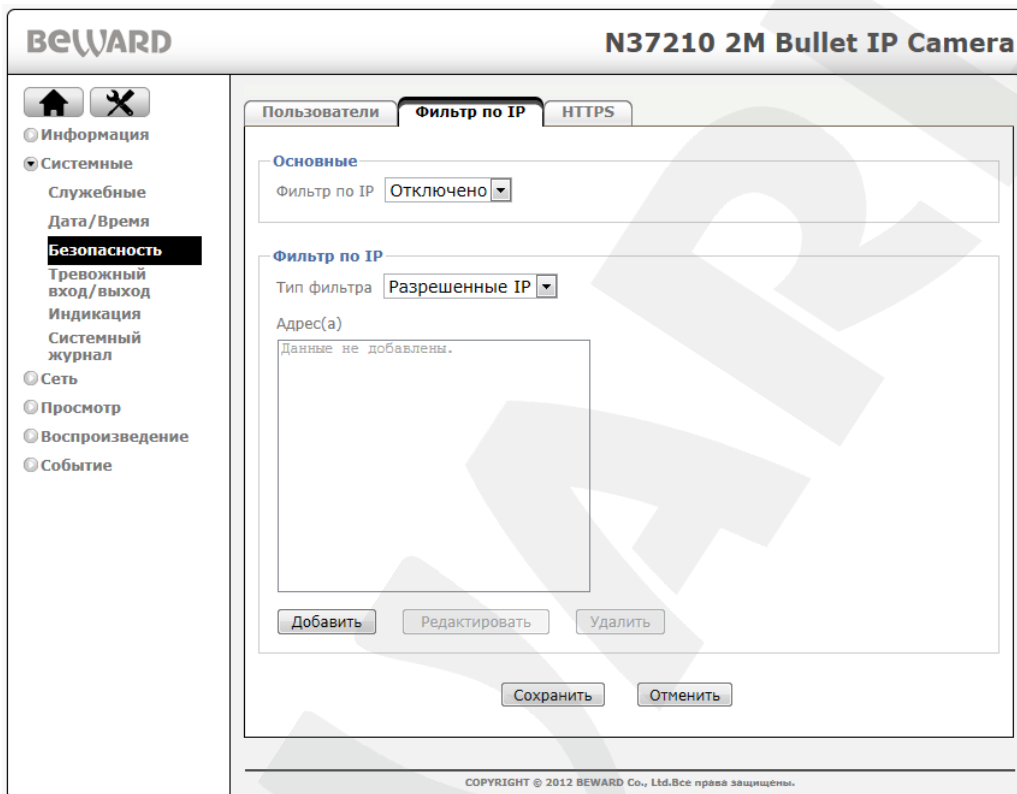 BEWARD
N37210 2M Bullet IP Camera
Информация
Системные
Служебные
Дата/Время
Безопасность
Тревожный
вход/выход
Индикация
Системный
журнал
Сеть
Просмотр
Воспроизведение
Событие
Пользователи Фильтр по IP HTTPS
Основные
Фильтр по IP Отключено
Фильтр по IP
Тип фильтра Разрешенные IP
Адрес(а)
Данные не добавлены.
Добавить Редактировать Удалить
Сохранить Отменить
COPYRIGHT © 2012 BEWARD Co., Ltd.Все права защищены.